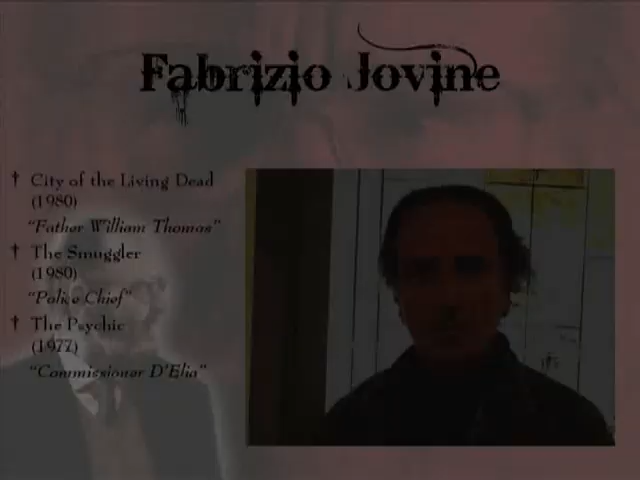 Fabrizio Jovine
† City of the Living Dead
(1980)
"Father William Thomas"
† The Smuggler
(1980)
"Police Chief"
† The Psychic
(1977)
"Commissioner D'Elia"